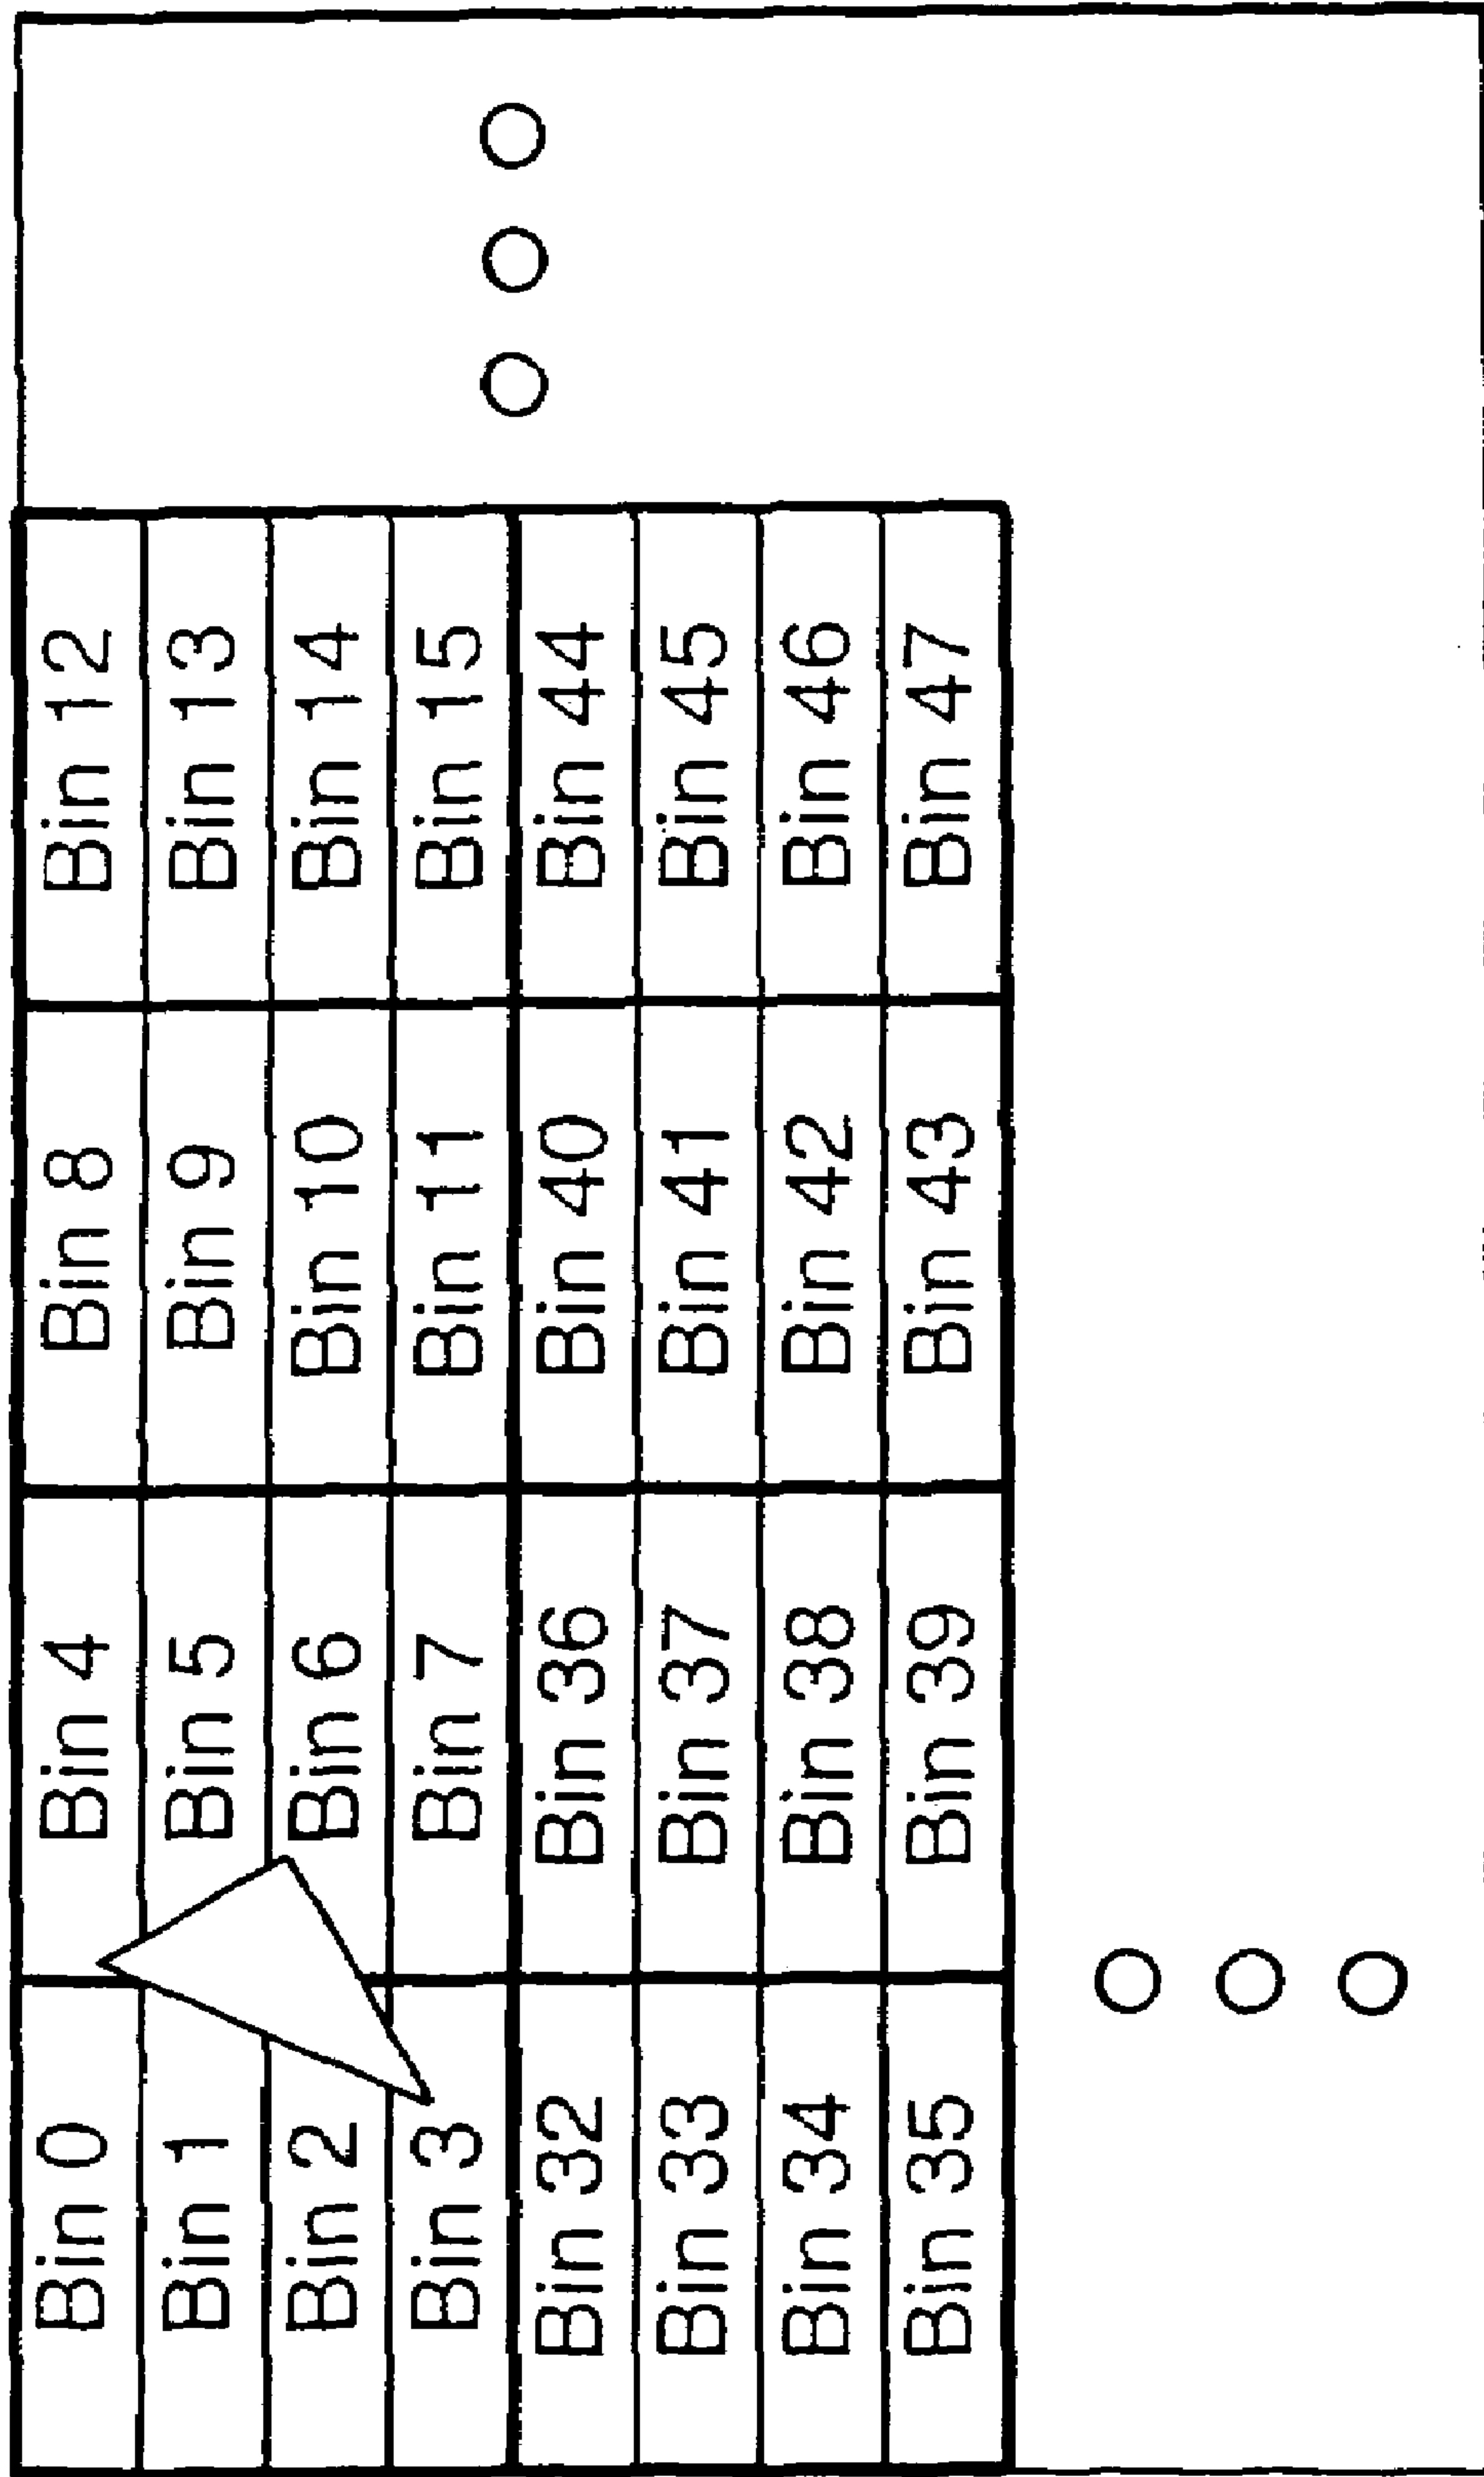 Bin 0 Bin 4 Bin 8 Bin 12
Bin 1 Bin 5 Bin 9 Bin 13
Bin 2 Bin 6 Bin 10 Bin 14
Bin 3 Bin 7 Bin 11 Bin 15
Bin 32 Bin 36 Bin 40 Bin 44
Bin 33 Bin 37 Bin 41 Bin 45
Bin 34 Bin 38 Bin 42 Bin 46
Bin 35 Bin 39 Bin 43 Bin 47